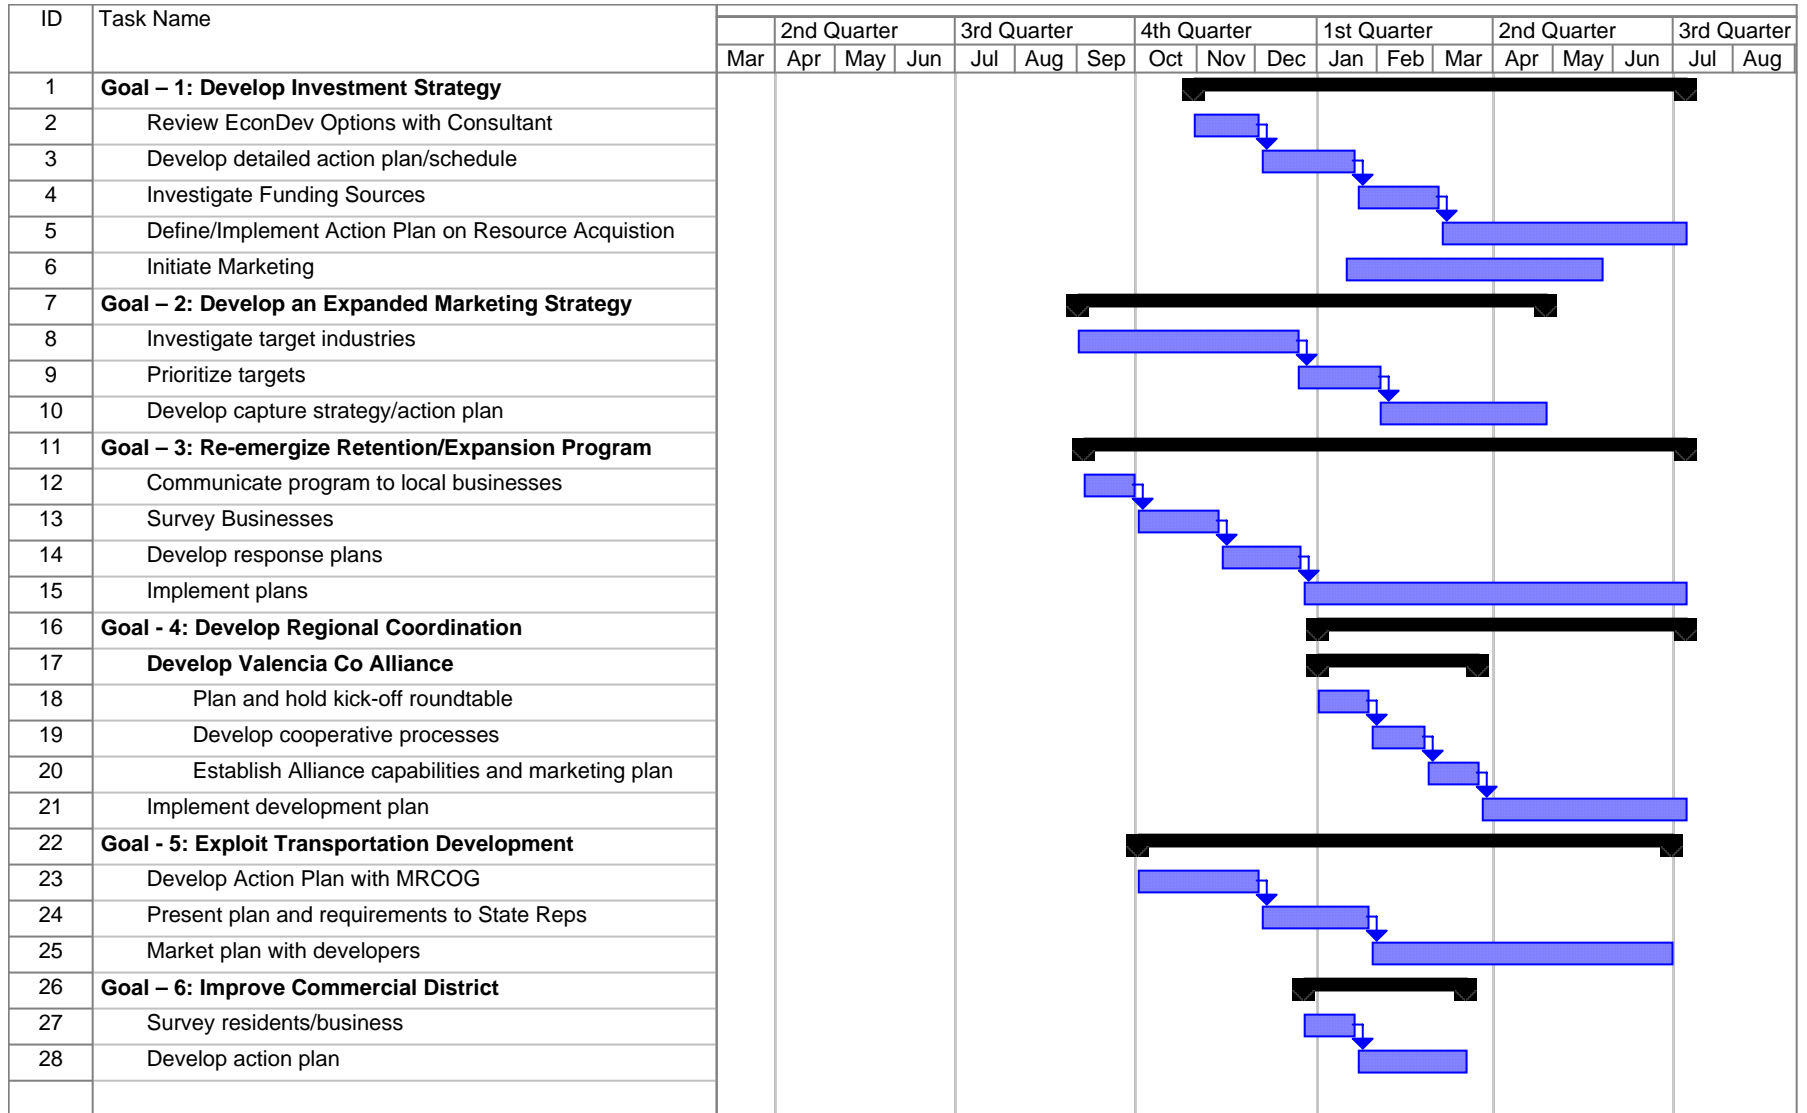 ID Task Name
2nd Quarter 3rd Quarter 4th Quarter 1st Quarter 2nd Quarter 3rd Quarter
Mar Apr May Jun Jul Aug Sep Oct Nov Dec Jan Feb Mar Apr May Jun Jul Aug
1 Goal – 1: Develop Investment Strategy
2 Review EconDev Options with Consultant
3 Develop detailed action plan/schedule
4 Investigate Funding Sources
5 Define/Implement Action Plan on Resource Acquistion
6 Initiate Marketing
7 Goal – 2: Develop an Expanded Marketing Strategy
8 Investigate target industries
9 Prioritize targets
10 Develop capture strategy/action plan
11 Goal – 3: Re-emergize Retention/Expansion Program
12 Communicate program to local businesses
13 Survey Businesses
14 Develop response plans
15 Implement plans
16 Goal - 4: Develop Regional Coordination
17 Develop Valencia Co Alliance
18 Plan and hold kick-off roundtable
19 Develop cooperative processes
20 Establish Alliance capabilities and marketing plan
21 Implement development plan
22 Goal - 5: Exploit Transportation Development
23 Develop Action Plan with MRCOG
24 Present plan and requirements to State Reps
25 Market plan with developers
26 Goal – 6: Improve Commercial District
27 Survey residents/business
28 Develop action plan